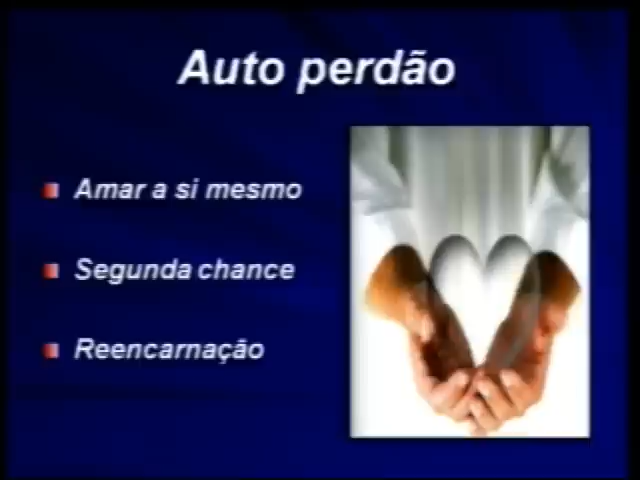 Auto perdão
Amar a si mesmo
Segunda chance
Reencarnação